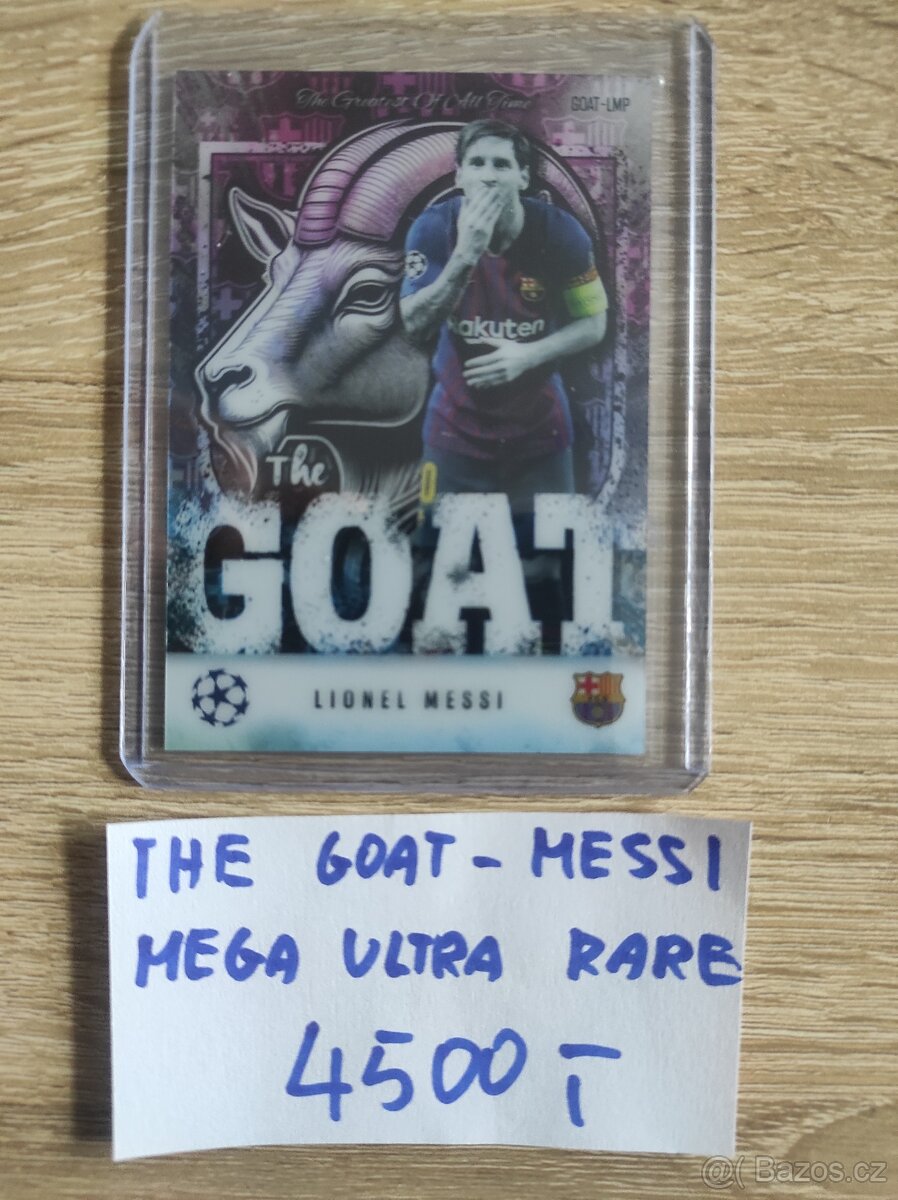 The Greatest Of All Time
GOAT-LMP
Rakuten
The
GOAT
LIONEL MESSI
THE GOAT - MESSI
MEGA ULTRA RARE
4500 T
@( Bazos.cz